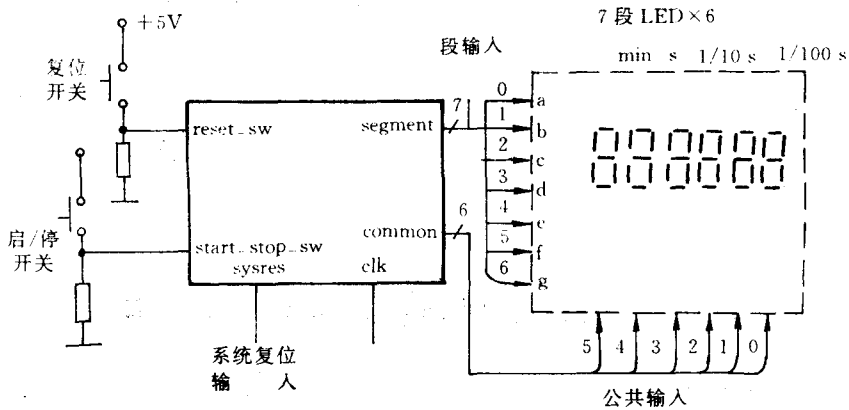 7 段 LED×6
min s 1/10 s 1/100 s
+5V
复位
开关
段输入
reset_sw
segment
7
0
a
1
b
2
c
3
d
4
e
5
f
6
g
启/停
开关
start_stop_sw
common
6
sysres
clk
系统复位
输 入
5 4 3 2 1 0
公共输入